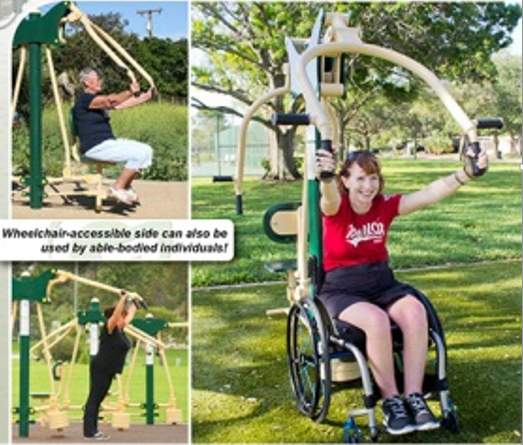 Wheelchair-accessible side can also be
used by able-bodied individuals!